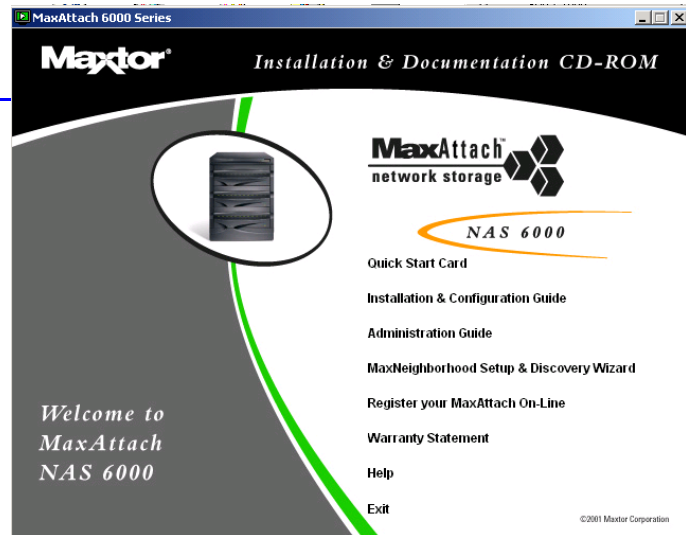 MaxAttach 6000 Series
Maxtor®
Installation & Documentation CD-ROM
MaxAttach™
network storage
NAS 6000
Quick Start Card
Installation & Configuration Guide
Administration Guide
MaxNeighborhood Setup & Discovery Wizard
Register your MaxAttach On-Line
Warranty Statement
Help
Exit
Welcome to
MaxAttach
NAS 6000
©2001 Maxtor Corporation